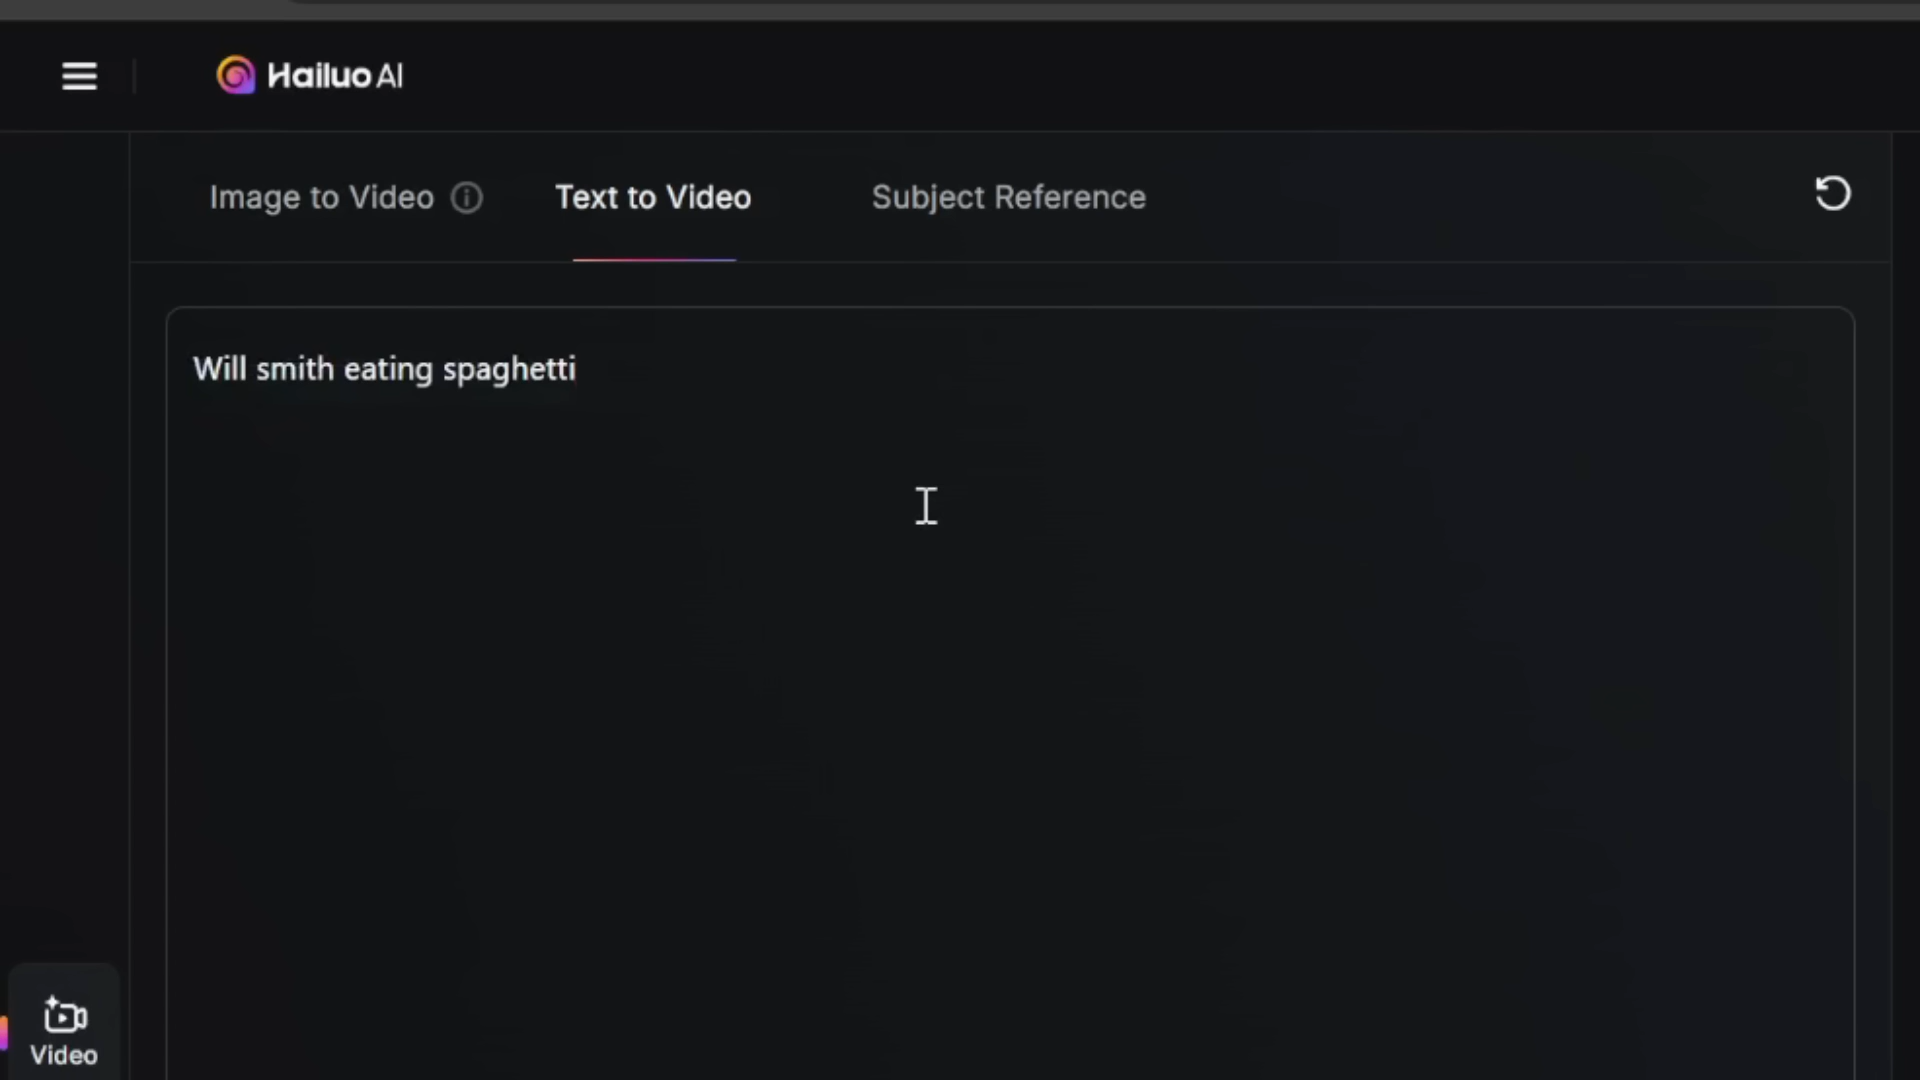 Hailuo AI
Image to Video Text to Video Subject Reference
Will smith eating spaghetti
Video